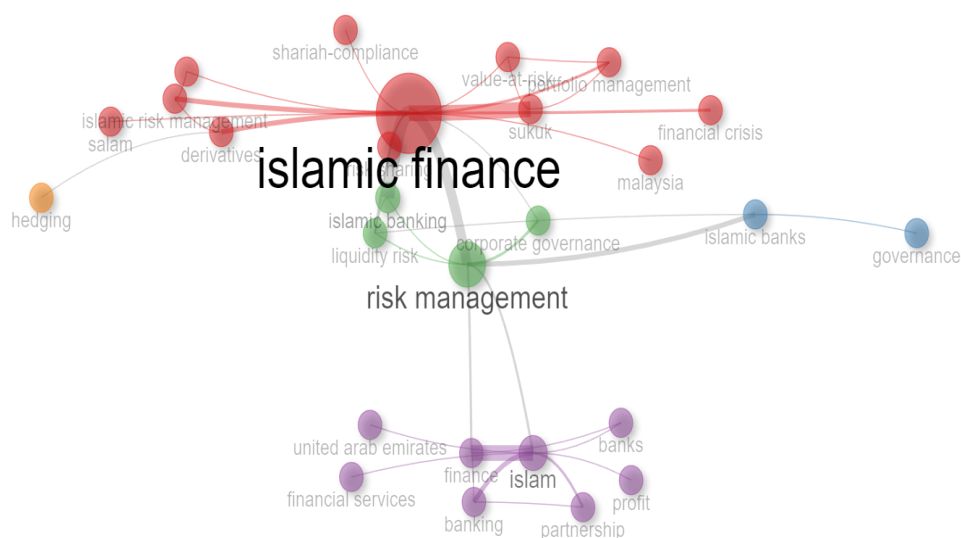 shariah-compliance
value-at-risk
portfolio management
islamic risk management
salam
derivatives
sukuk
financial crisis
risk sharing
islamic finance
malaysia
hedging
islamic banking
corporate governance
islamic banks
liquidity risk
governance
risk management
united arab emirates
banks
finance
islam
financial services
profit
banking
partnership